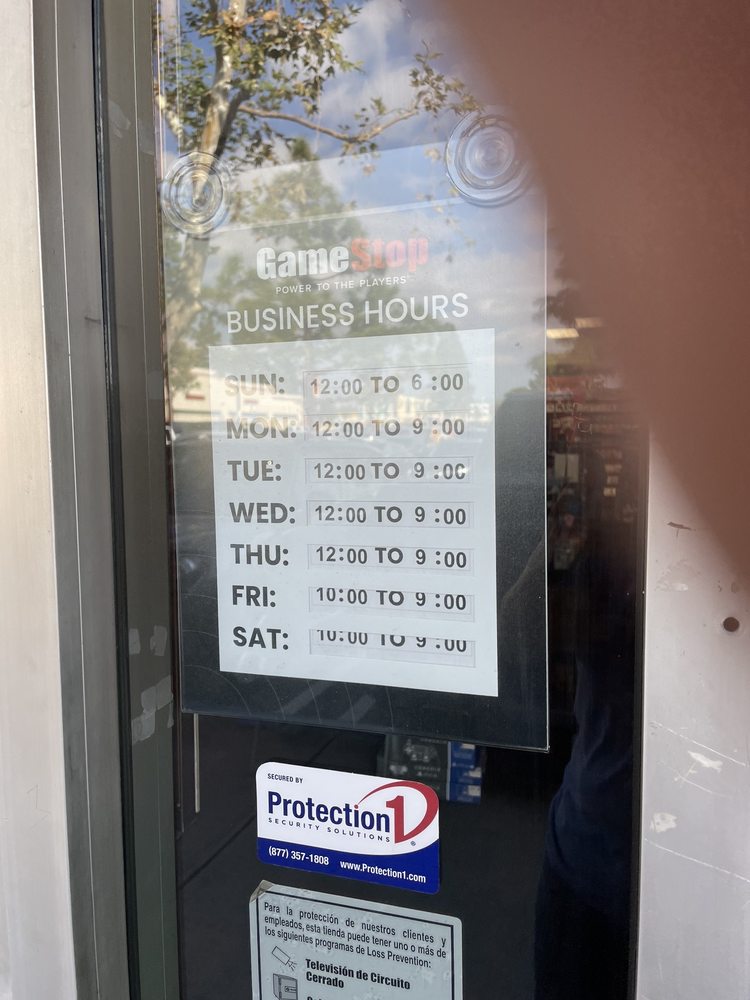 GameStop
POWER TO THE PLAYERS™
BUSINESS HOURS
SUN: 12:00 TO 6:00
MON: 12:00 TO 9:00
TUE: 12:00 TO 9:00
WED: 12:00 TO 9:00
THU: 12:00 TO 9:00
FRI: 10:00 TO 9:00
SAT: 10:00 TO 9:00
SECURED BY
Protection 1
SECURITY SOLUTIONS ®
(877) 357-1808 www.Protection1.com
Para la protección de nuestros clientes y
empleados, esta tienda puede tener uno o más de
los siguientes programas de Loss Prevention:
Televisión de Circuito
Cerrado